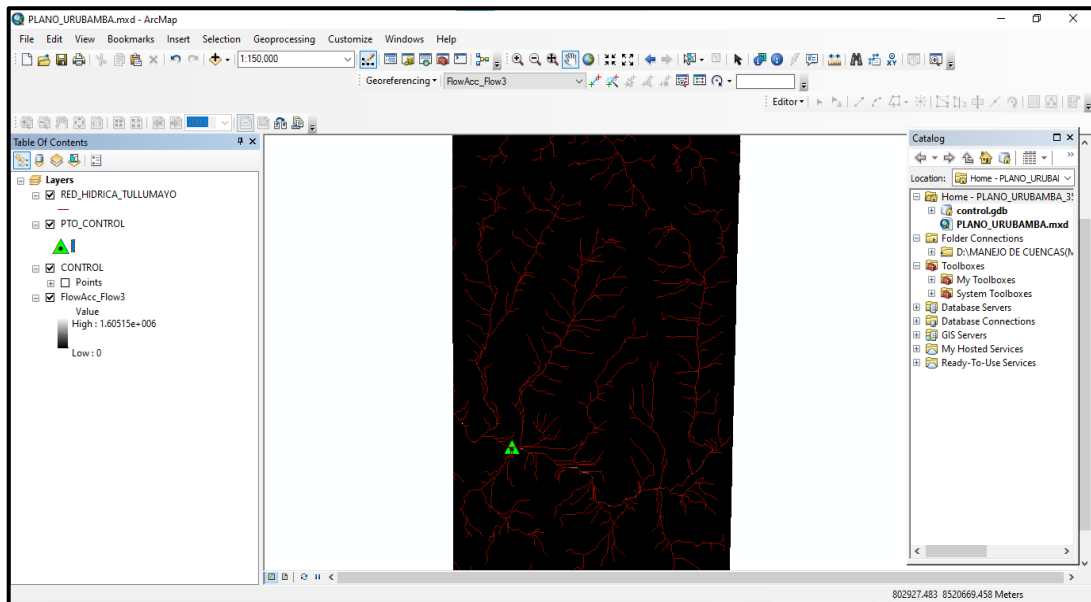 PLANO_URUBAMBA.mxd - ArcMap
File Edit View Bookmarks Insert Selection Geoprocessing Customize Windows Help
1:150,000
Georeferencing FlowAcc_Flow3
Editor
Table Of Contents
Layers
RED_HIDRICA_TULLUMAYO
PTO_CONTROL
CONTROL
Points
FlowAcc_Flow3
Value
High : 1.60515e+006
Low : 0
Catalog
Location: Home - PLANO_URUBAI
Home - PLANO_URUBAMBA_35
control.gdb
PLANO_URUBAMBA.mxd
Folder Connections
D:\MANEJO DE CUENCAS(M
Toolboxes
My Toolboxes
System Toolboxes
Database Servers
Database Connections
GIS Servers
My Hosted Services
Ready-To-Use Services
802927.483 8520669.458 Meters